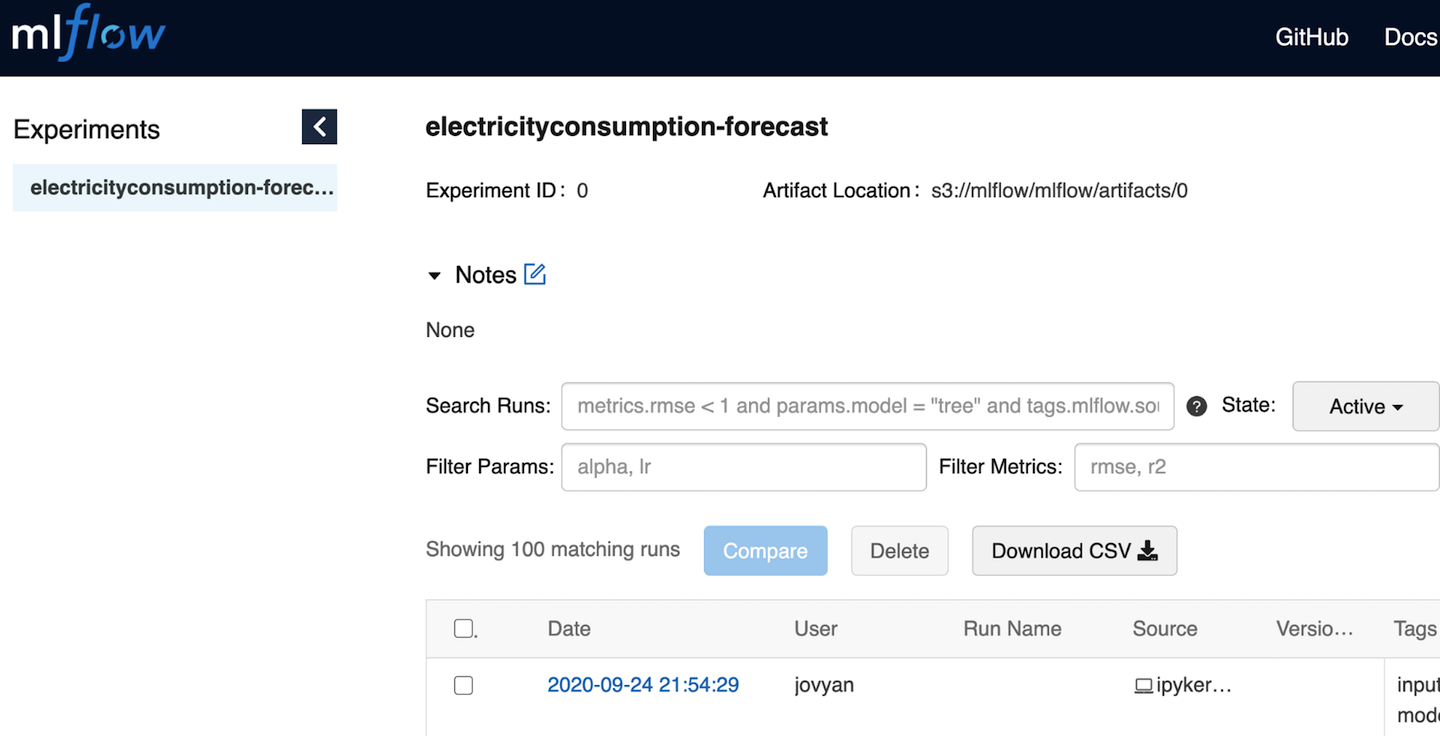 mlflow
GitHub Docs
Experiments
electricityconsumption-forec...
electricityconsumption-forecast
Experiment ID: 0 Artifact Location: s3://mlflow/mlflow/artifacts/0
Notes
None
Search Runs: metrics.rmse < 1 and params.model = "tree" and tags.mlflow.sou ? State: Active
Filter Params: alpha, lr Filter Metrics: rmse, r2
Showing 100 matching runs Compare Delete Download CSV
Date User Run Name Source Versio... Tags
2020-09-24 21:54:29 jovyan ipyker... input
mode